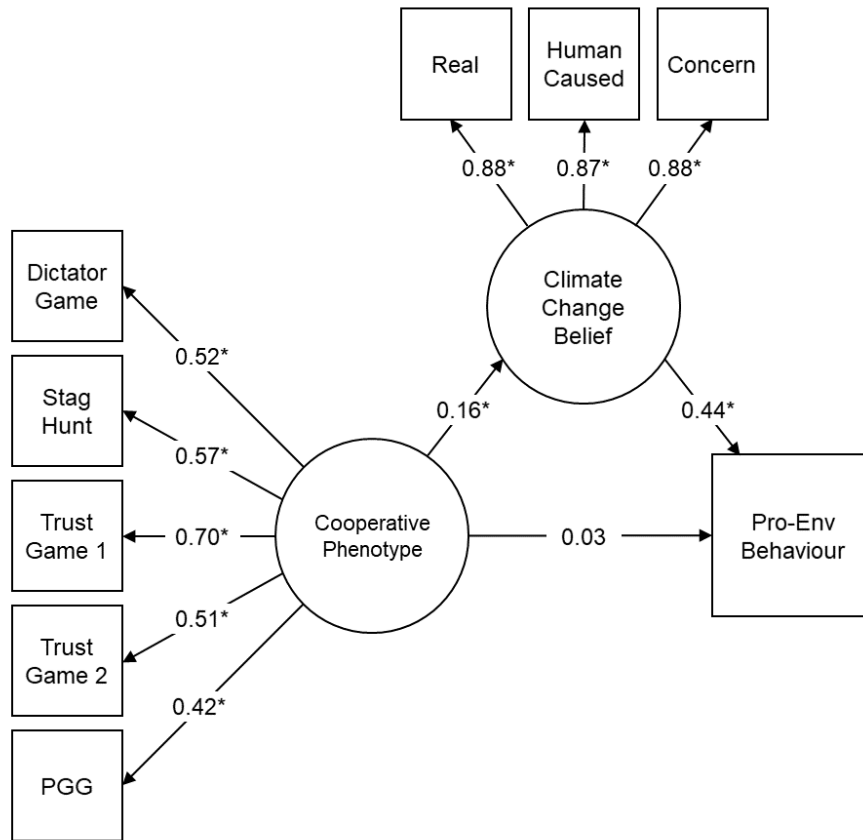 Real
Human
Caused
Concern
0.88*
0.87*
0.88*
Climate
Change
Belief
Dictator
Game
0.52*
Stag
Hunt
0.57*
0.16*
0.44*
Trust
Game 1
0.70*
Cooperative
Phenotype
0.03
Pro-Env
Behaviour
Trust
Game 2
0.51*
0.42*
PGG